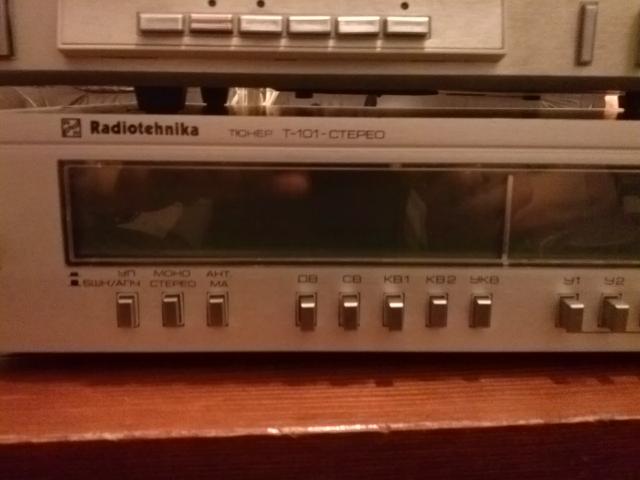 Radiotehnika ТЮНЕР Т-101-СТЕРЕО
УП МОНО АНТ. ДВ СВ КВ1 КВ2 УКВ У1 У2
БШН/АПЧ СТЕРЕО МА